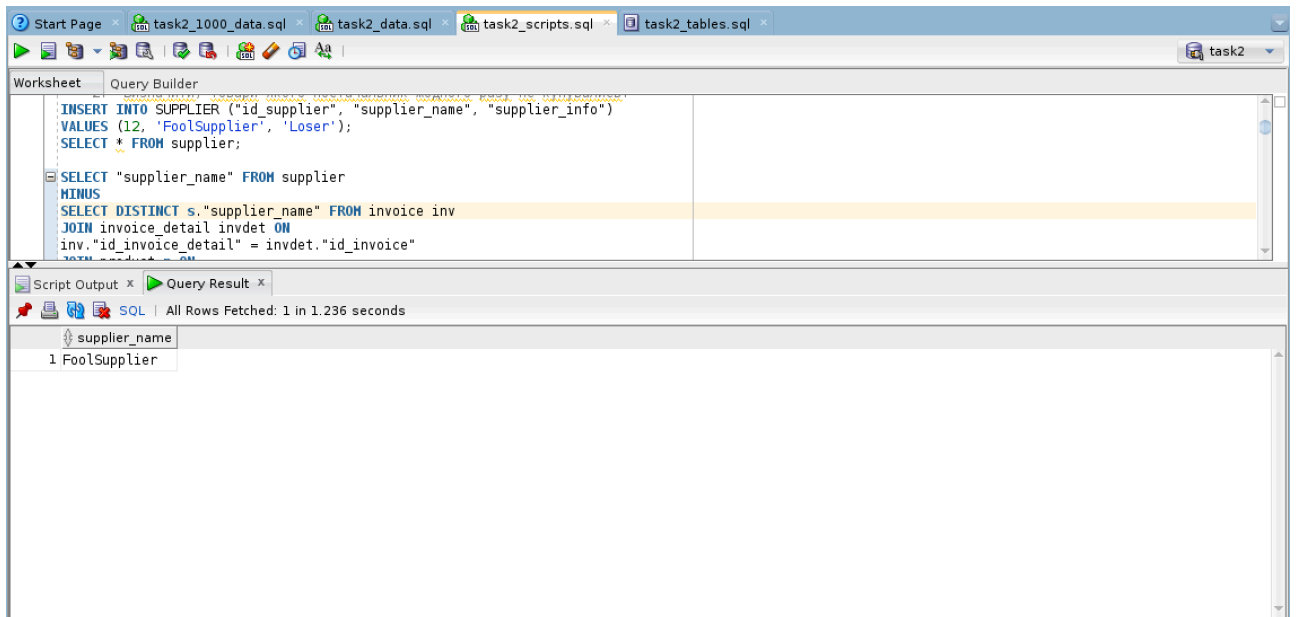 Start Page
task2_1000_data.sql
task2_data.sql
task2_scripts.sql
task2_tables.sql
task2
Worksheet
Query Builder
INSERT INTO SUPPLIER ("id_supplier", "supplier_name", "supplier_info")
VALUES (12, 'FoolSupplier', 'Loser');
SELECT * FROM supplier;
SELECT "supplier_name" FROM supplier
MINUS
SELECT DISTINCT s."supplier_name" FROM invoice inv
JOIN invoice_detail invdet ON
inv."id_invoice_detail" = invdet."id_invoice"
JOIN product p ON
Script Output x
Query Result x
SQL | All Rows Fetched: 1 in 1.236 seconds
supplier_name
1 FoolSupplier